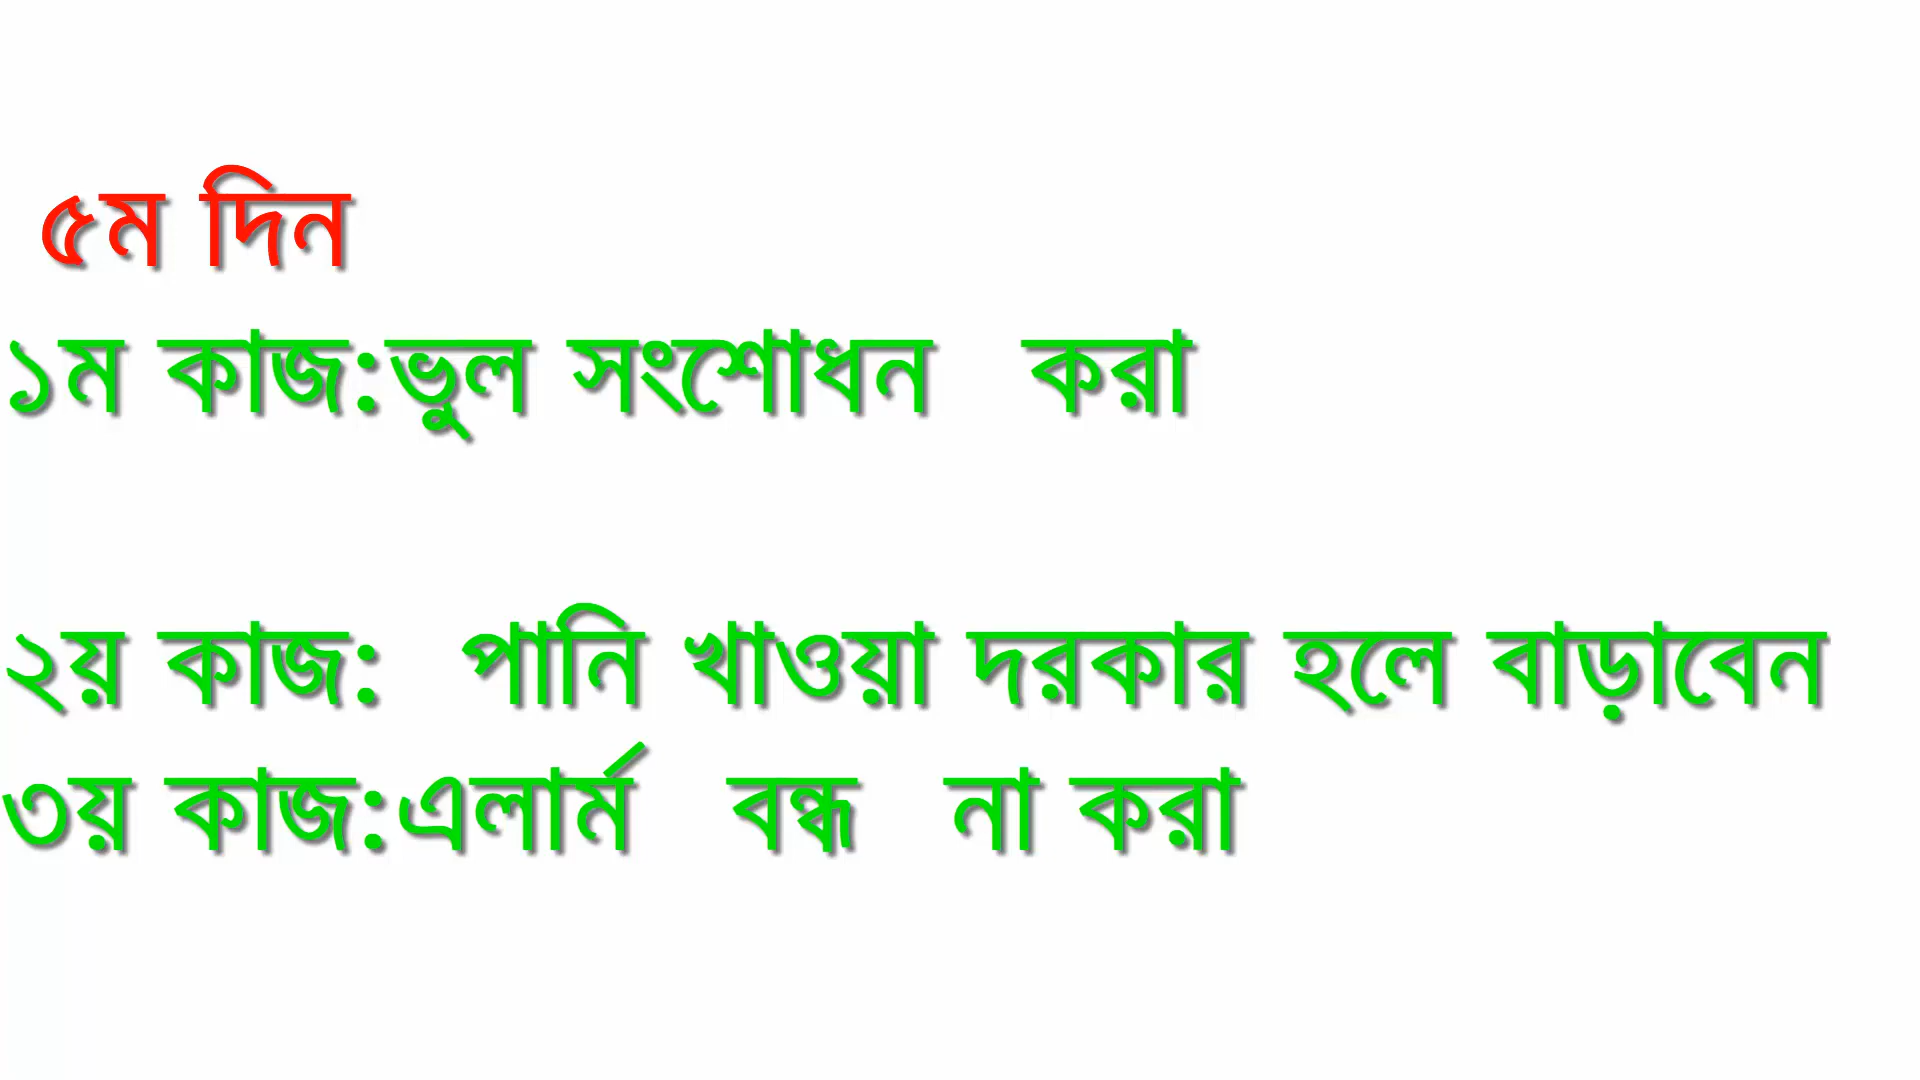 ৫ম দিন
১ম কাজ:ভুল সংশোধন করা
২য় কাজ: পানি খাওয়া দরকার হলে বাড়াবেন
৩য় কাজ:এলার্ম বন্ধ না করা